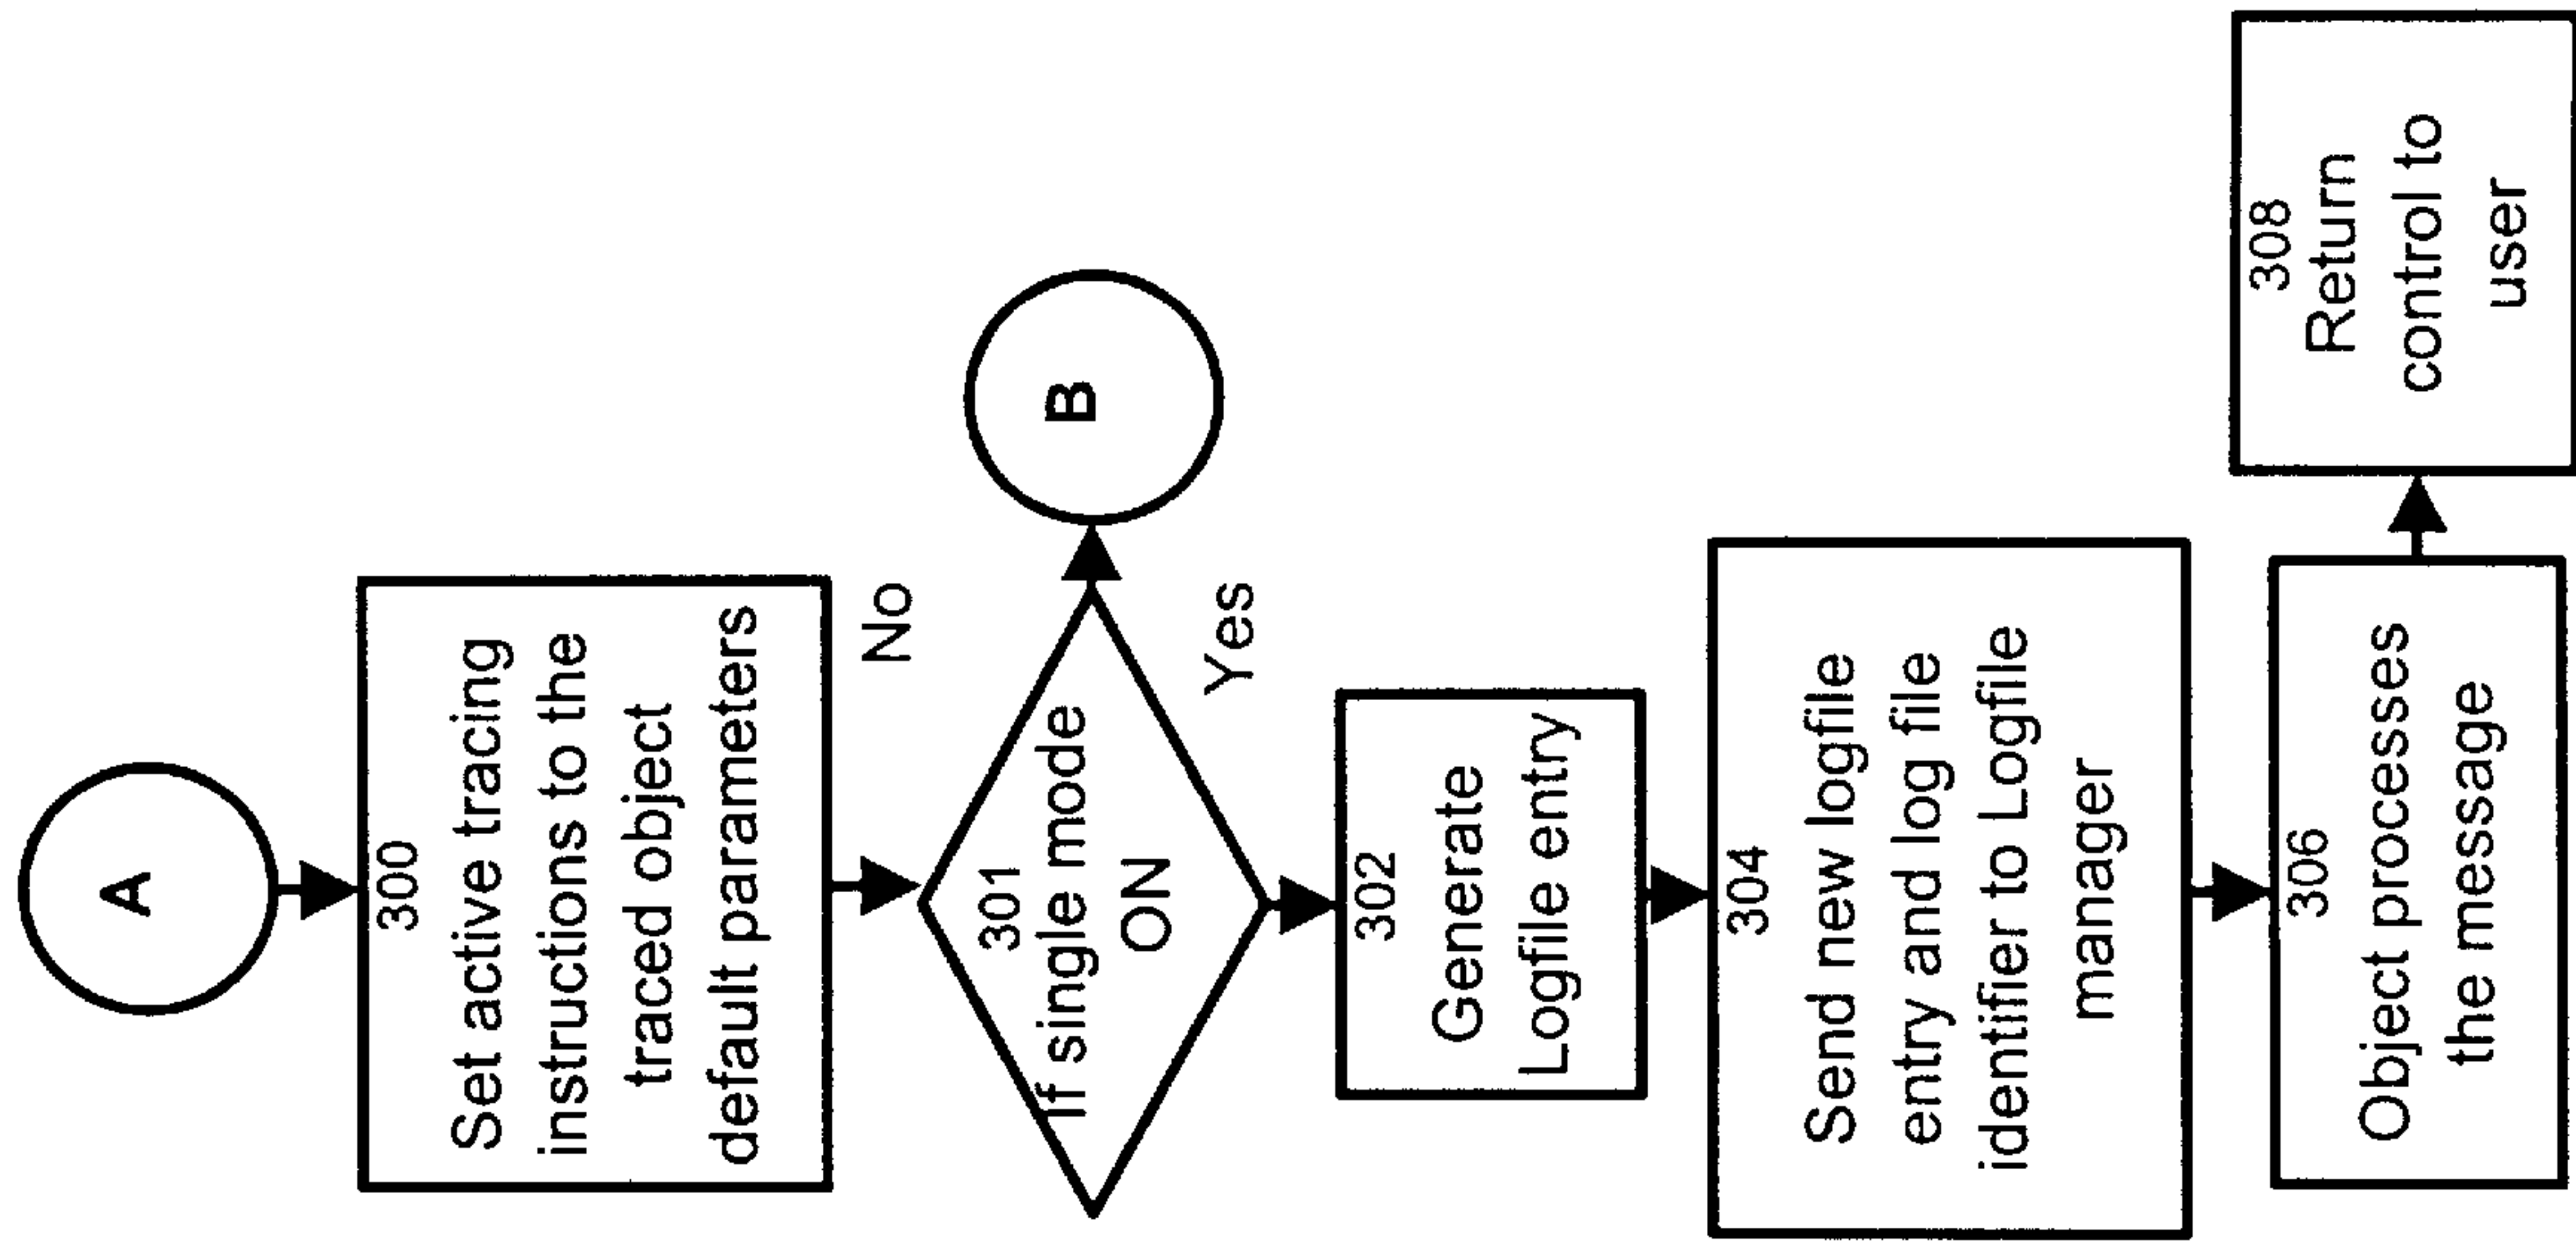 A
300
Set active tracing
instructions to the
traced object
default parameters
No
301
If single mode
ON
B
Yes
302
Generate
Logfile entry
304
Send new logfile
entry and log file
identifier to Logfile
manager
306
Object processes
the message
308
Return
control to
user